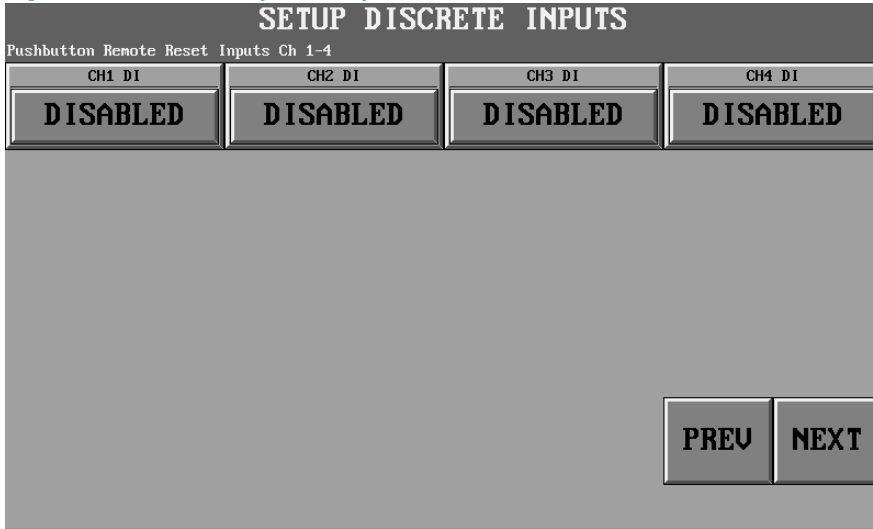 SETUP DISCRETE INPUTS
Pushbutton Remote Reset Inputs Ch 1-4
CH1 DI CH2 DI CH3 DI CH4 DI
DISABLED DISABLED DISABLED DISABLED
PREV NEXT